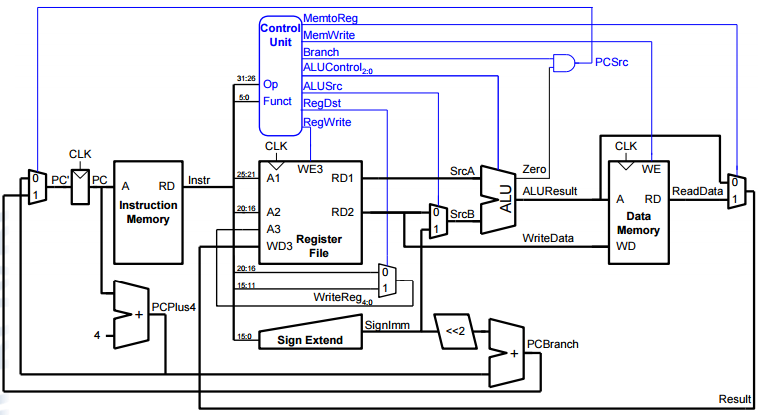 MemtoReg
Control
Unit
MemWrite
Branch
ALUControl2:0
PCSrc
31:26
Op
ALUSrc
5:0
Funct
RegDst
RegWrite
CLK
CLK
CLK
WE3
WE
0
1
PC'
PC
A
RD
Instr
Instruction
Memory
25:21
A1
RD1
SrcA
Zero
ALU
ALUResult
A
RD
ReadData
0
1
20:16
A2
RD2
0
SrcB
1
A3
Register
File
WD3
Data
Memory
WriteData
WD
20:16
0
15:11
1
WriteReg4:0
PCPlus4
+
4
SignImm
15:0
Sign Extend
<<2
+
PCBranch
Result